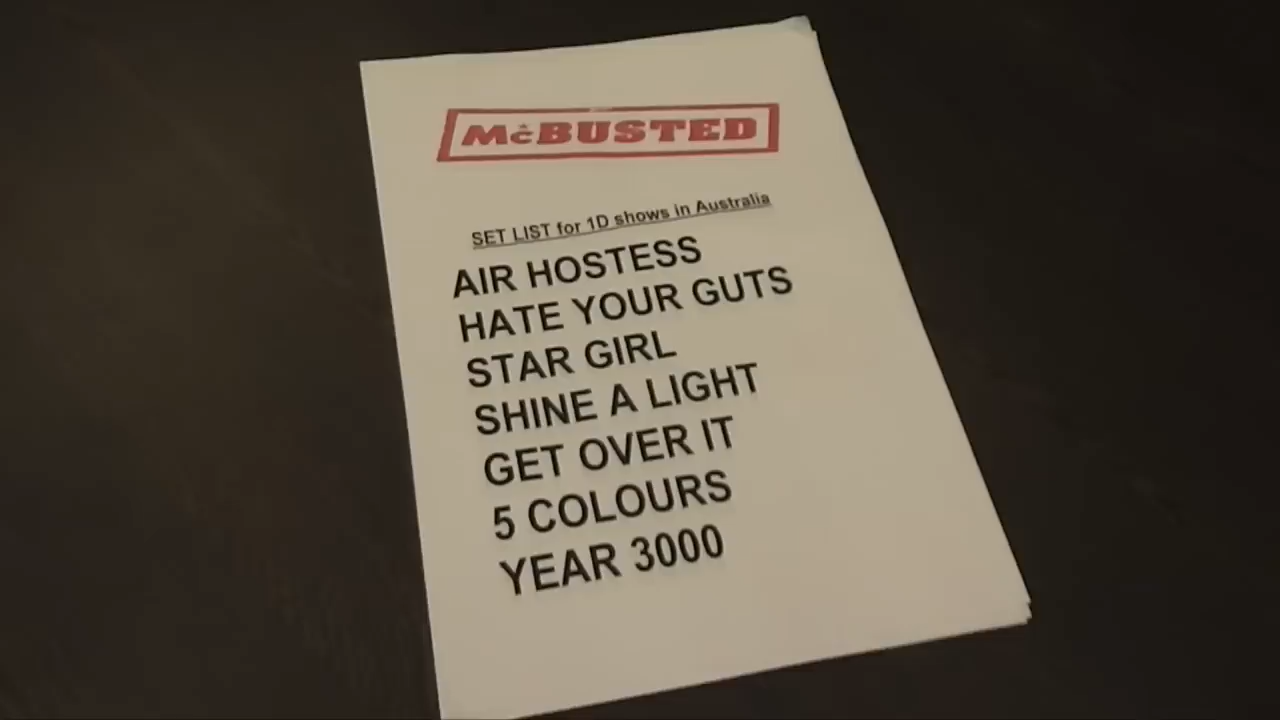 McBUSTED
SET LIST for 1D shows in Australia
AIR HOSTESS
HATE YOUR GUTS
STAR GIRL
SHINE A LIGHT
GET OVER IT
5 COLOURS
YEAR 3000